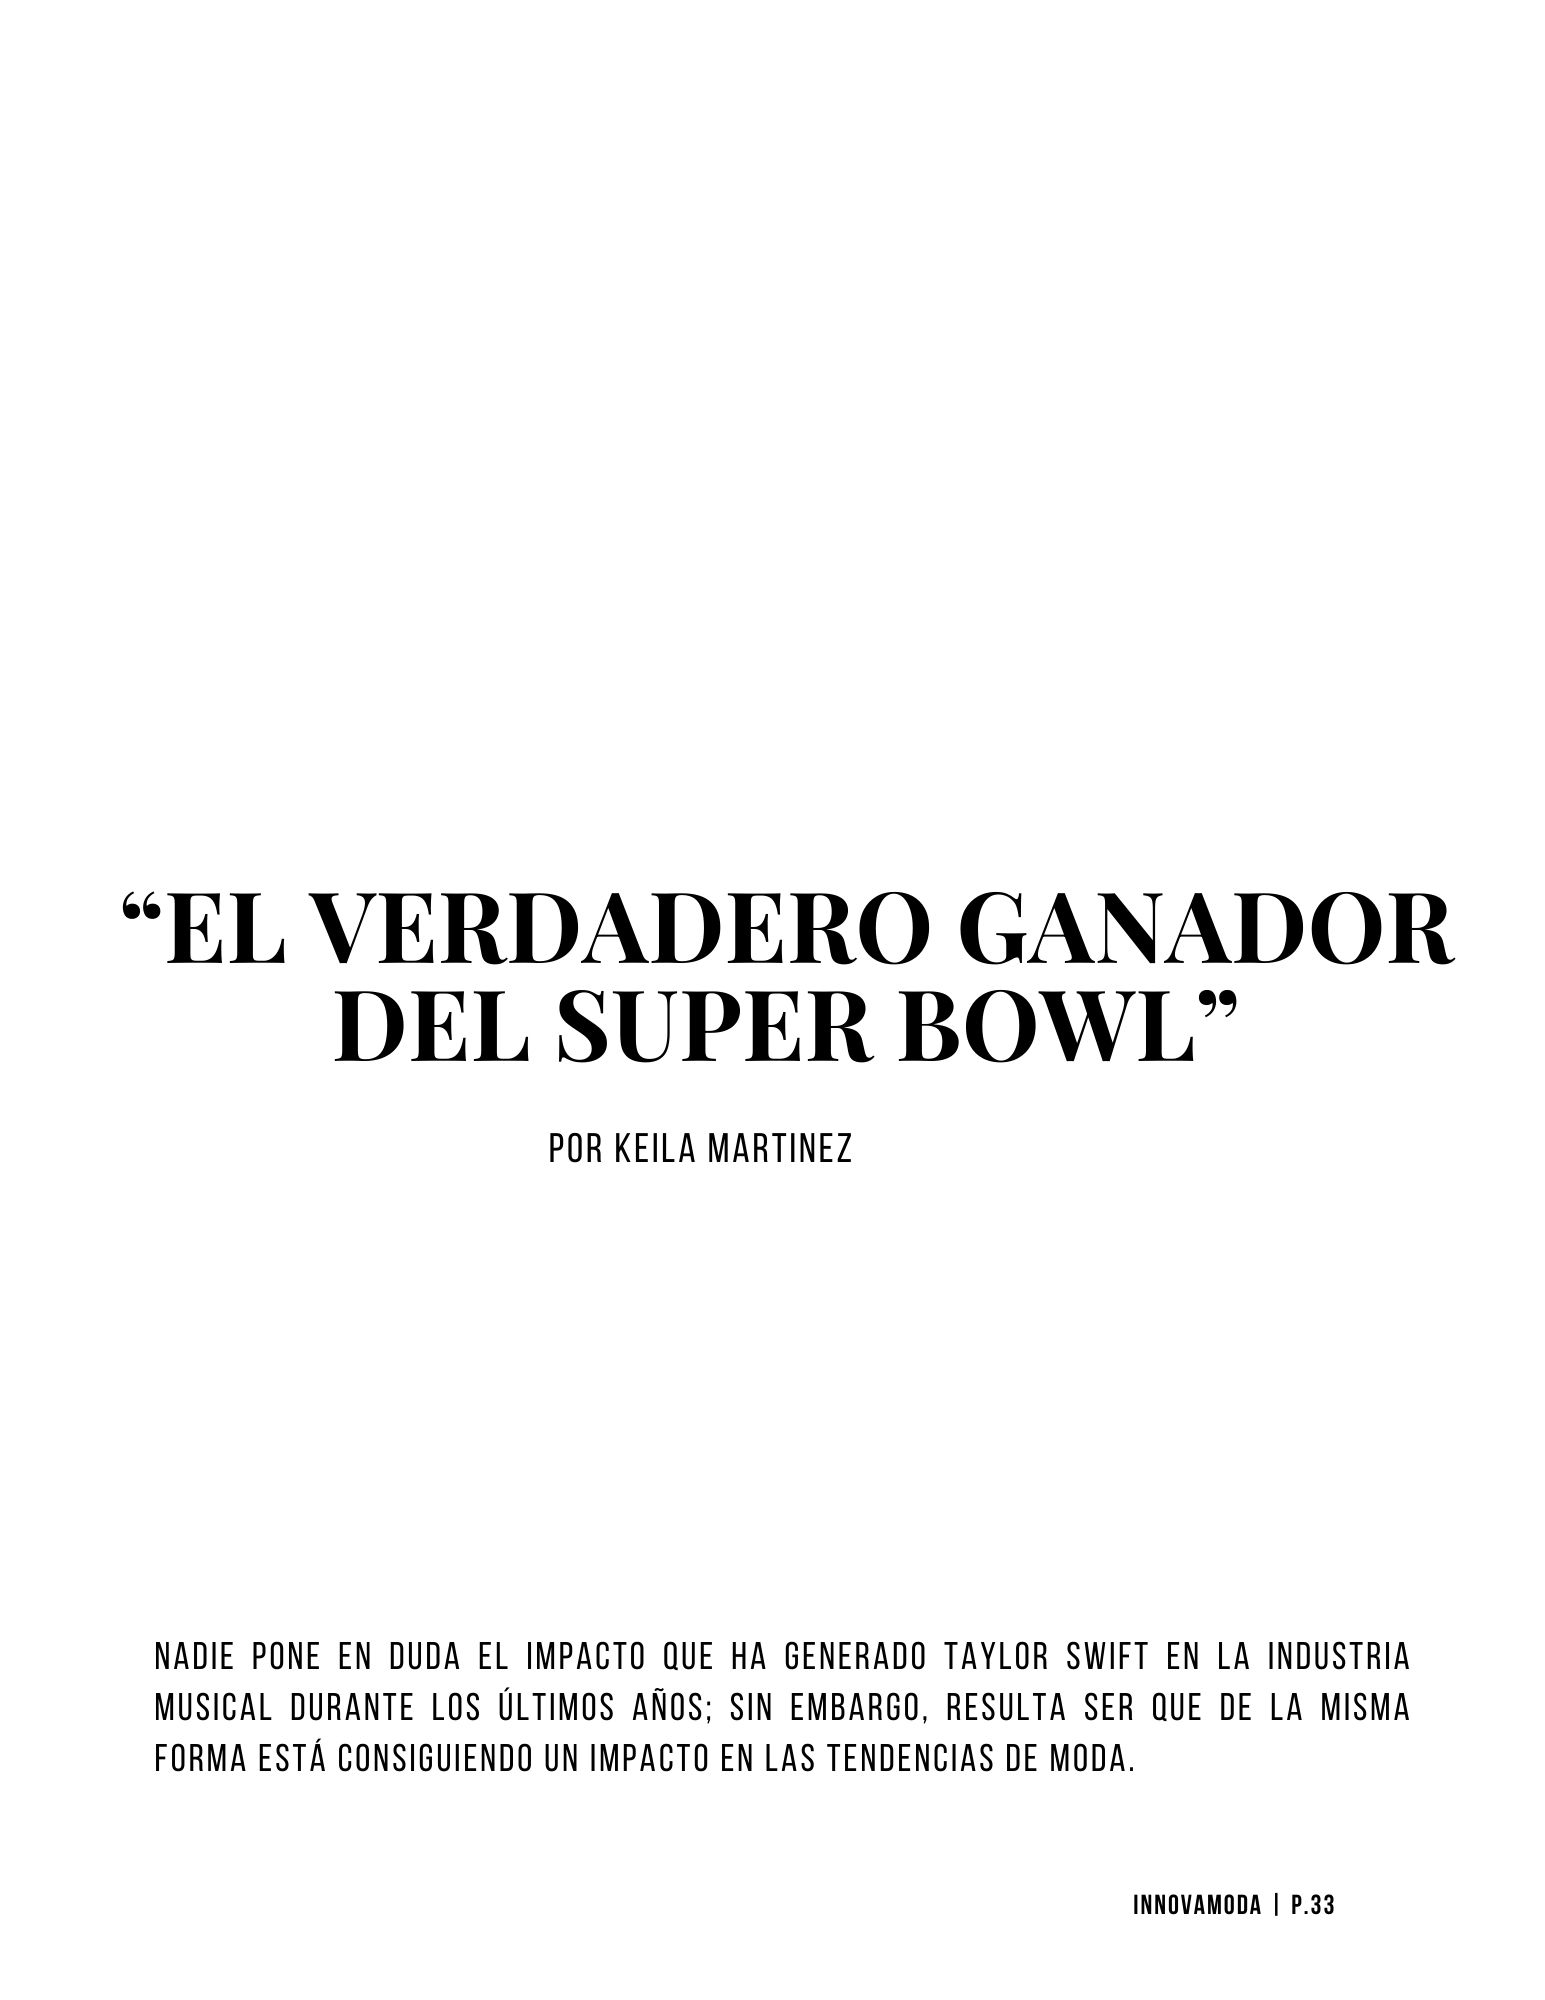 “EL VERDADERO GANADOR
DEL SUPER BOWL”
POR KEILA MARTINEZ
NADIE PONE EN DUDA EL IMPACTO QUE HA GENERADO TAYLOR SWIFT EN LA INDUSTRIA
MUSICAL DURANTE LOS ÚLTIMOS AÑOS; SIN EMBARGO, RESULTA SER QUE DE LA MISMA
FORMA ESTÁ CONSIGUIENDO UN IMPACTO EN LAS TENDENCIAS DE MODA.
INNOVAMODA | P.33